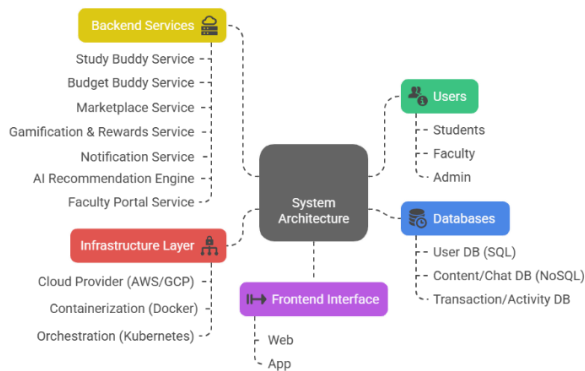 Backend Services
Study Buddy Service
Budget Buddy Service
Marketplace Service
Gamification & Rewards Service
Notification Service
AI Recommendation Engine
Faculty Portal Service
Infrastructure Layer
Cloud Provider (AWS/GCP)
Containerization (Docker)
Orchestration (Kubernetes)
System
Architecture
Users
Students
Faculty
Admin
Databases
User DB (SQL)
Content/Chat DB (NoSQL)
Transaction/Activity DB
Frontend Interface
Web
App